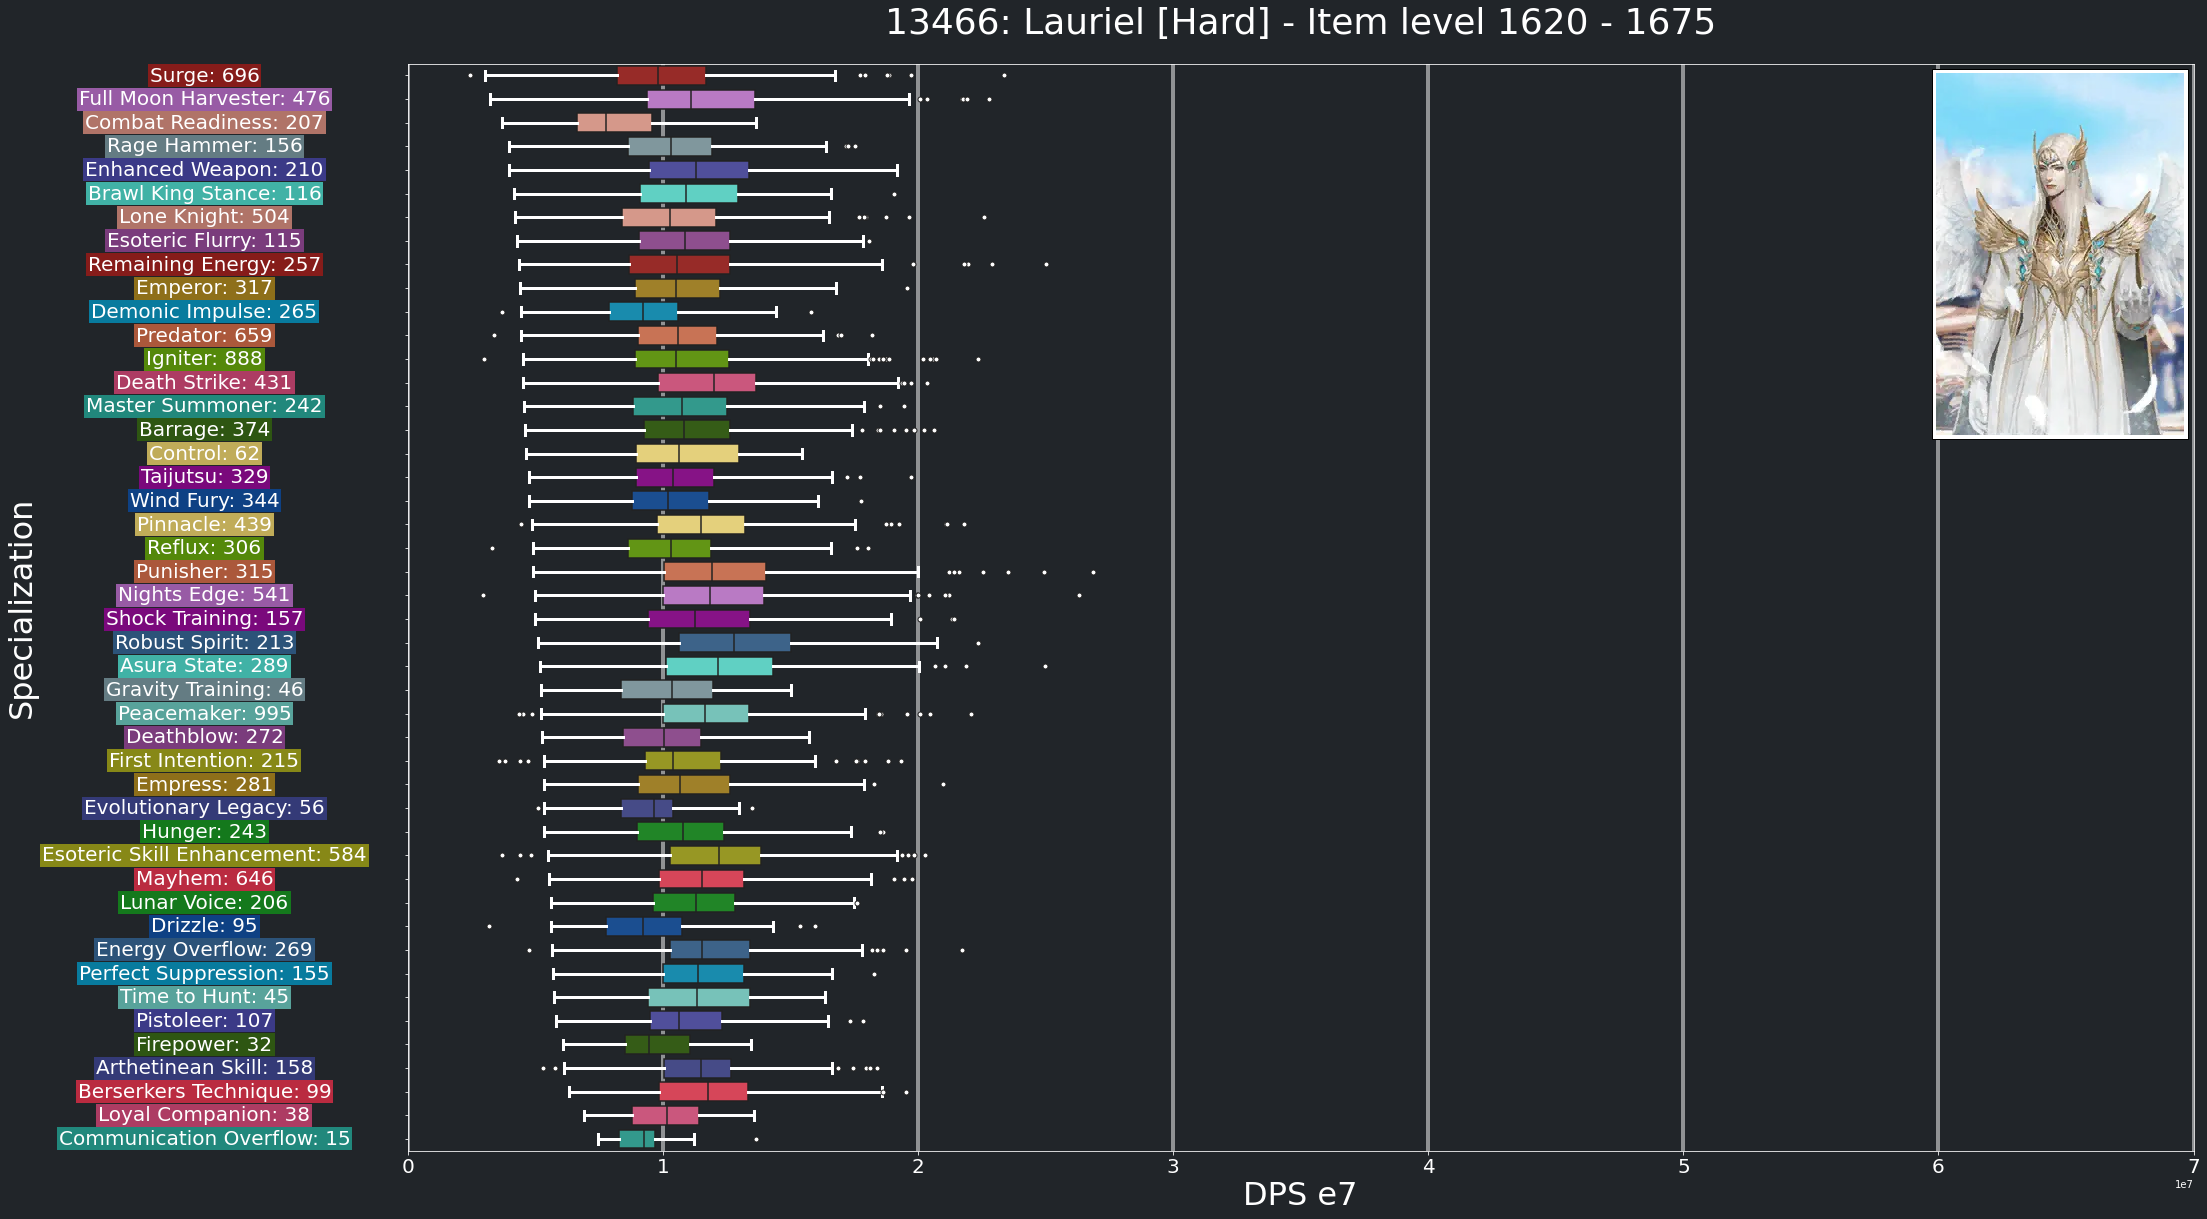 13466: Lauriel [Hard] - Item level 1620 - 1675
Surge: 696
Full Moon Harvester: 476
Combat Readiness: 207
Rage Hammer: 156
Enhanced Weapon: 210
Brawl King Stance: 116
Lone Knight: 504
Esoteric Flurry: 115
Remaining Energy: 257
Emperor: 317
Demonic Impulse: 265
Predator: 659
Igniter: 888
Death Strike: 431
Master Summoner: 242
Barrage: 374
Control: 62
Taijutsu: 329
Wind Fury: 344
Pinnacle: 439
Reflux: 306
Punisher: 315
Nights Edge: 541
Shock Training: 157
Robust Spirit: 213
Asura State: 289
Gravity Training: 46
Peacemaker: 995
Deathblow: 272
First Intention: 215
Empress: 281
Evolutionary Legacy: 56
Hunger: 243
Esoteric Skill Enhancement: 584
Mayhem: 646
Lunar Voice: 206
Drizzle: 95
Energy Overflow: 269
Perfect Suppression: 155
Time to Hunt: 45
Pistoleer: 107
Firepower: 32
Arthetinean Skill: 158
Berserkers Technique: 99
Loyal Companion: 38
Communication Overflow: 15
Specialization
0 1 2 3 4 5 6 7
1e7
DPS e7